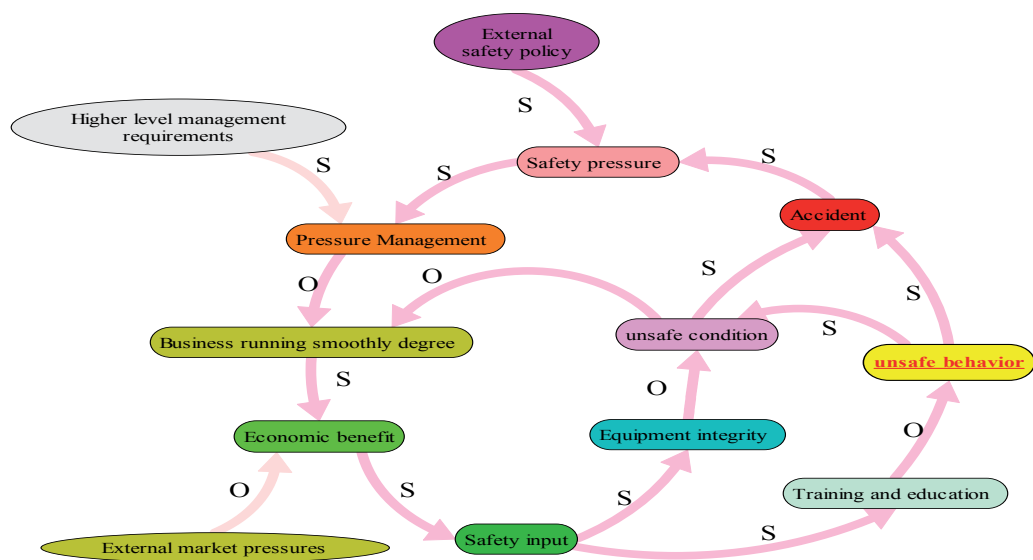 External
safety policy
S
Higher level management
requirements
S
S
Safety pressure
S
Accident
Pressure Management
O
O
S
S
Business running smoothly degree
unsafe condition
S
unsafe behavior
S
O
Economic benefit
Equipment integrity
O
O
S
S
Training and education
S
External market pressures
Safety input